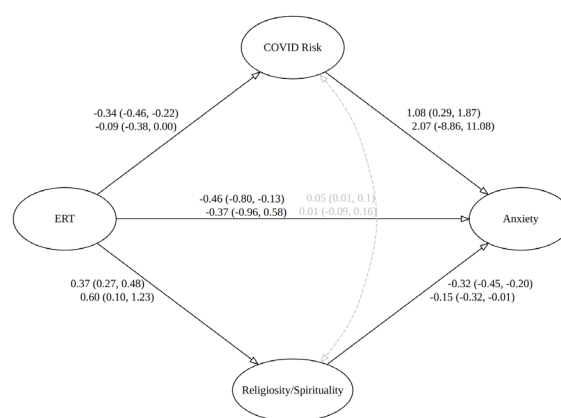 COVID Risk
-0.34 (-0.46, -0.22)
-0.09 (-0.38, 0.00)
1.08 (0.29, 1.87)
2.07 (-8.86, 11.08)
-0.46 (-0.80, -0.13)
-0.37 (-0.96, 0.58)
0.05 (0.01, 0.1)
0.01 (-0.09, 0.16)
ERT
Anxiety
0.37 (0.27, 0.48)
0.60 (0.10, 1.23)
-0.32 (-0.45, -0.20)
-0.15 (-0.32, -0.01)
Religiosity/Spirituality